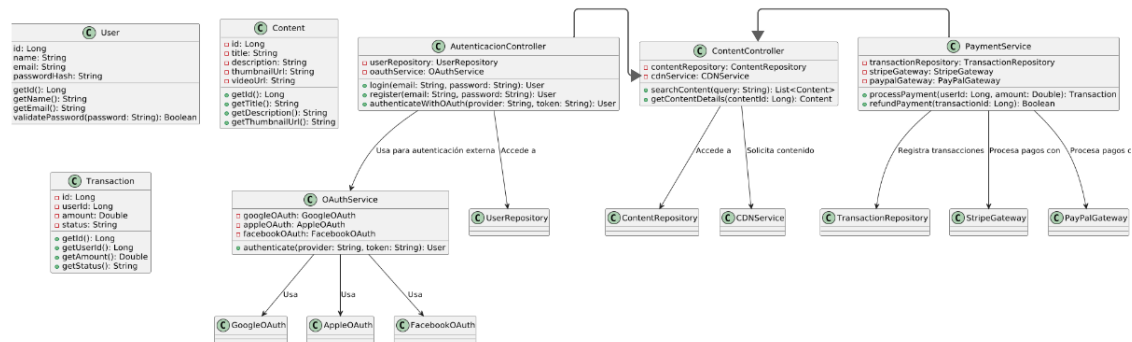 C User
id: Long
name: String
email: String
passwordHash: String
getId(): Long
getName(): String
getEmail(): String
validatePassword(password: String): Boolean
C Content
id: Long
title: String
description: String
thumbnailUrl: String
videoUrl: String
getId(): Long
getTitle(): String
getDescription(): String
getThumbnailUrl(): String
C AutenticacionController
userRepository: UserRepository
oauthService: OAuthService
login(email: String, password: String): User
register(email: String, password: String): User
authenticateWithOAuth(provider: String, token: String): User
C ContentController
contentRepository: ContentRepository
cdnService: CDNService
searchContent(query: String): List<Content>
getContentDetails(contentId: Long): Content
C PaymentService
transactionRepository: TransactionRepository
stripeGateway: StripeGateway
paypalGateway: PayPalGateway
processPayment(userId: Long, amount: Double): Transaction
refundPayment(transactionId: Long): Boolean
Usa para autenticación externa
Accede a
Accede a
Solicita contenido
Registra transacciones
Procesa pagos con
Procesa pagos c
C Transaction
id: Long
userId: Long
amount: Double
status: String
getId(): Long
getUserId(): Long
getAmount(): Double
getStatus(): String
C OAuthService
googleOAuth: GoogleOAuth
appleOAuth: AppleOAuth
facebookOAuth: FacebookOAuth
authenticate(provider: String, token: String): User
C UserRepository
C ContentRepository
C CDNService
C TransactionRepository
C StripeGateway
C PayPalGateway
Usa
Usa
Usa
C GoogleOAuth
C AppleOAuth
C FacebookOAuth